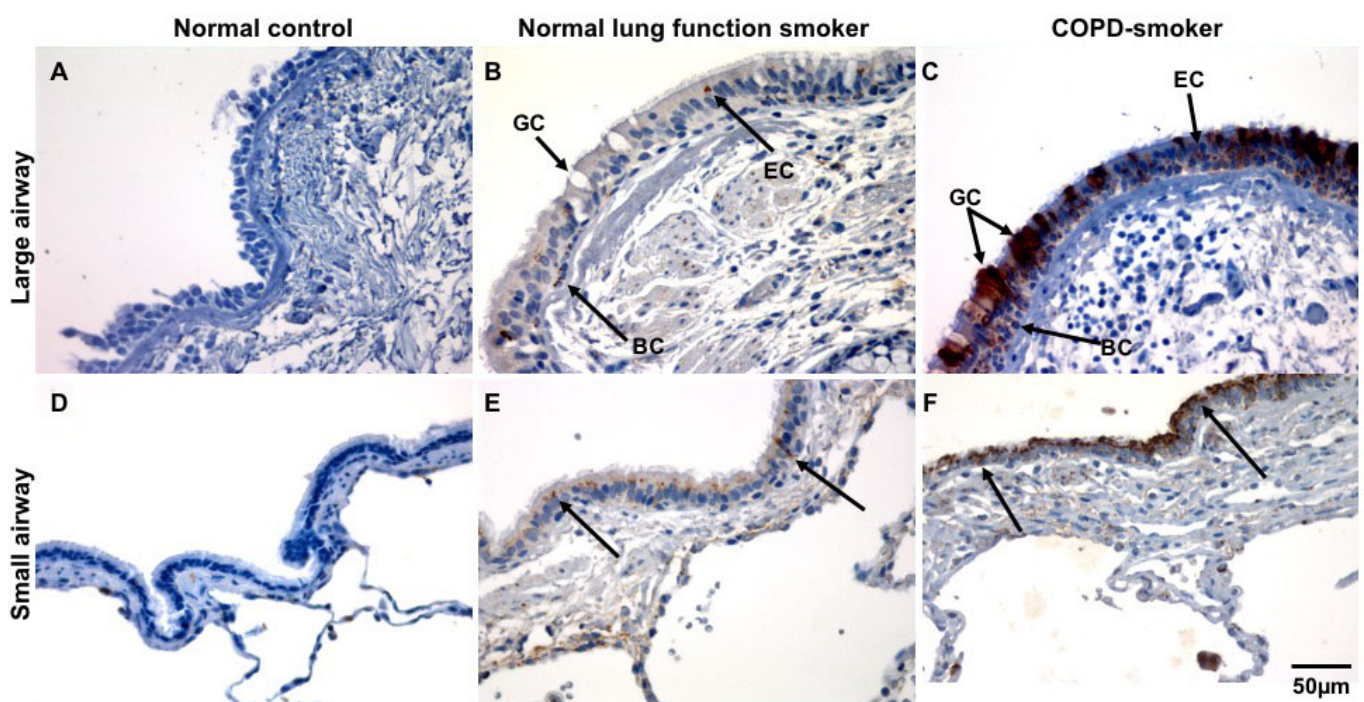 Normal control
Normal lung function smoker
COPD-smoker
Large airway
A
B
GC
EC
BC
C
EC
GC
BC
Small airway
D
E
F
50µm